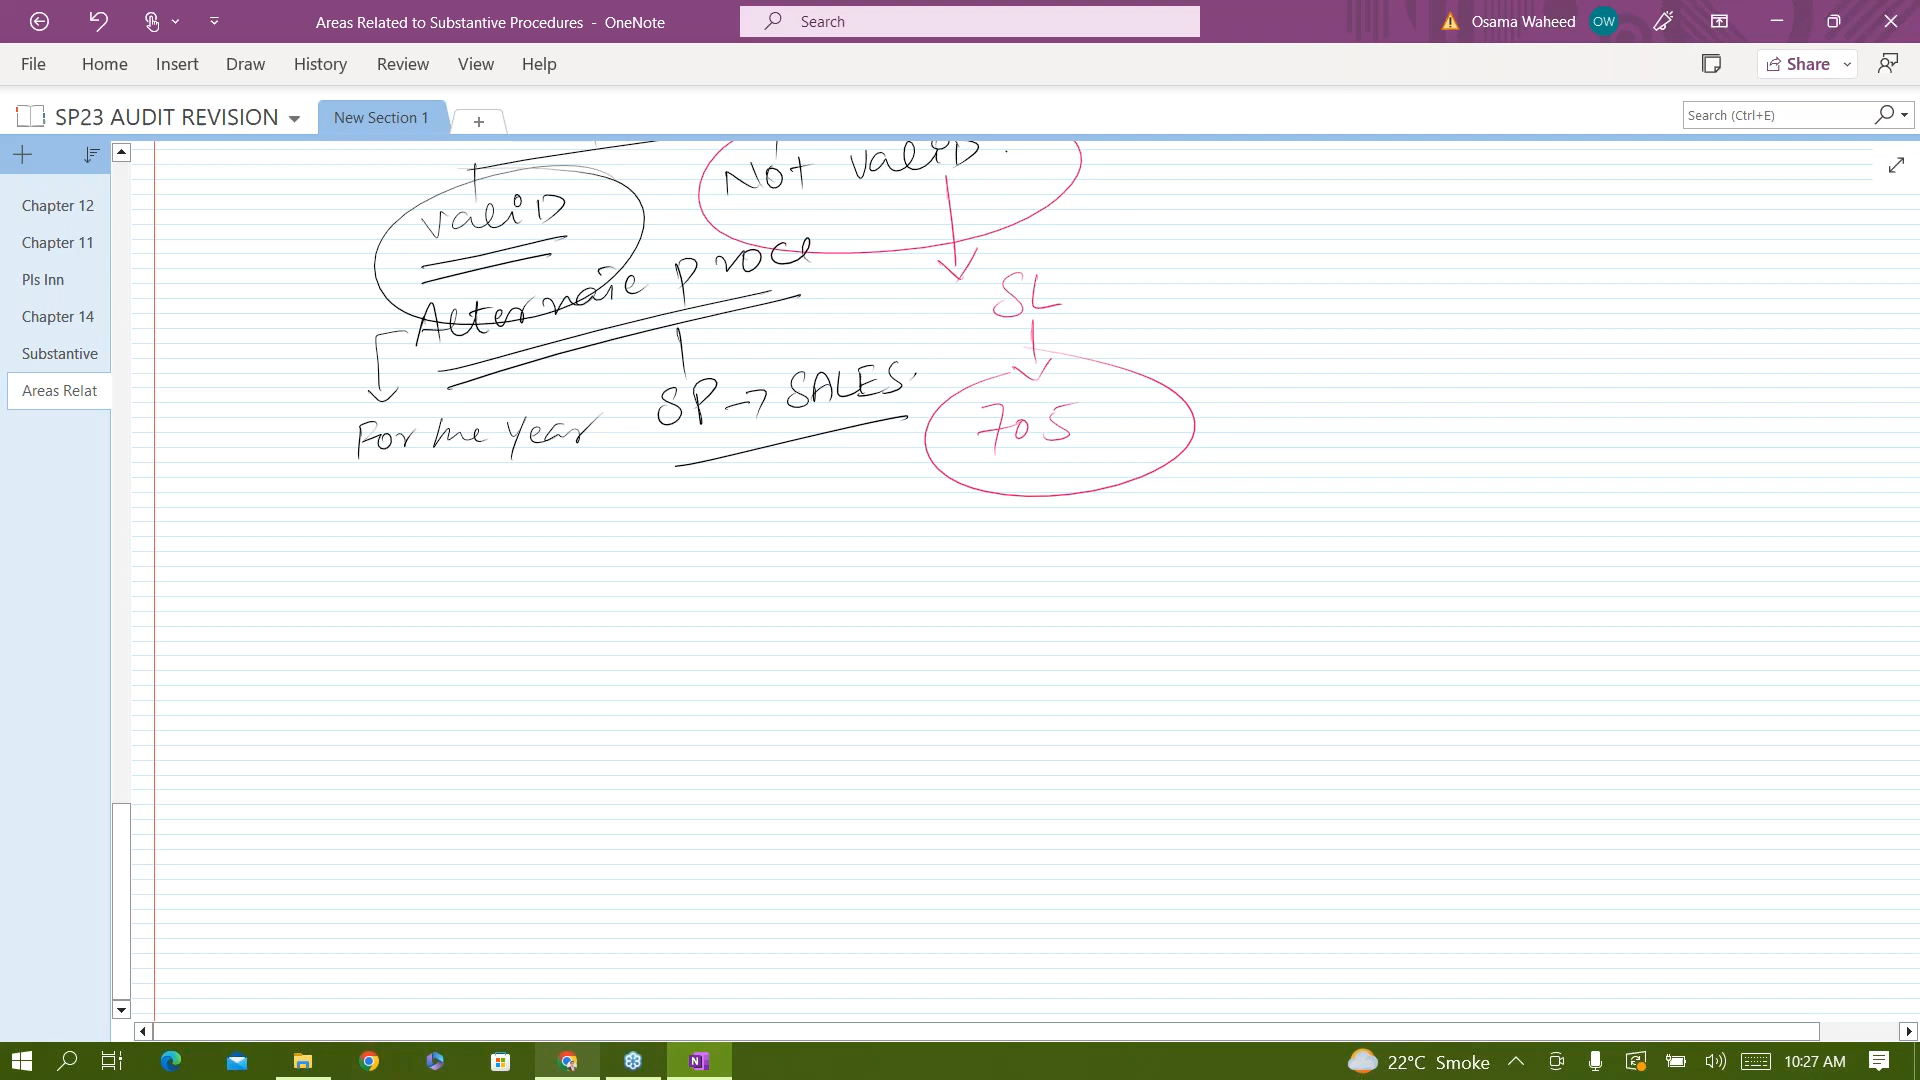 Areas Related to Substantive Procedures - OneNote
Search
Osama Waheed
OW
File Home Insert Draw History Review View Help
Share
SP23 AUDIT REVISION
New Section 1
+
Search (Ctrl+E)
Chapter 12
Chapter 11
Pls Inn
Chapter 14
Substantive
Areas Relat
Not valiD.
valiD
Alternate proce
SL
SP → SALES.
For the year
705
22°C Smoke
10:27 AM